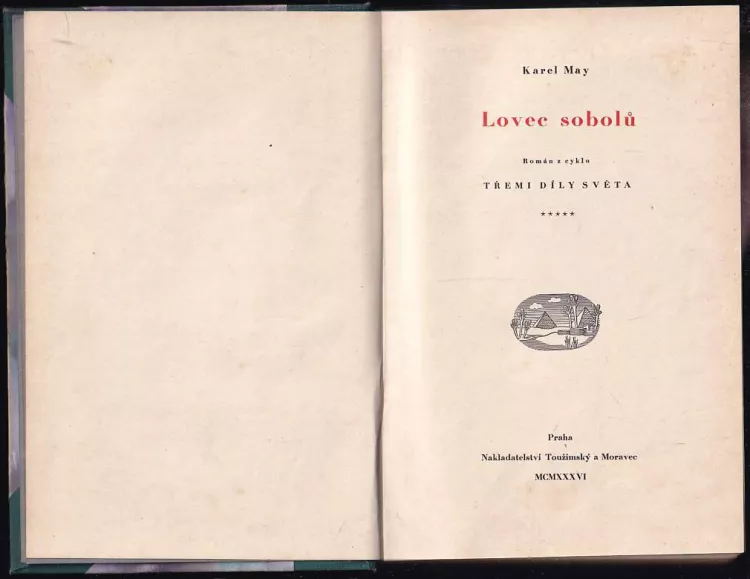 Karel May
Lovec sobolů
Román z cyklu
TŘEMI DÍLY SVĚTA
★★★★★
Praha
Nakladatelství Toužimský a Moravec
MCMXXXVI